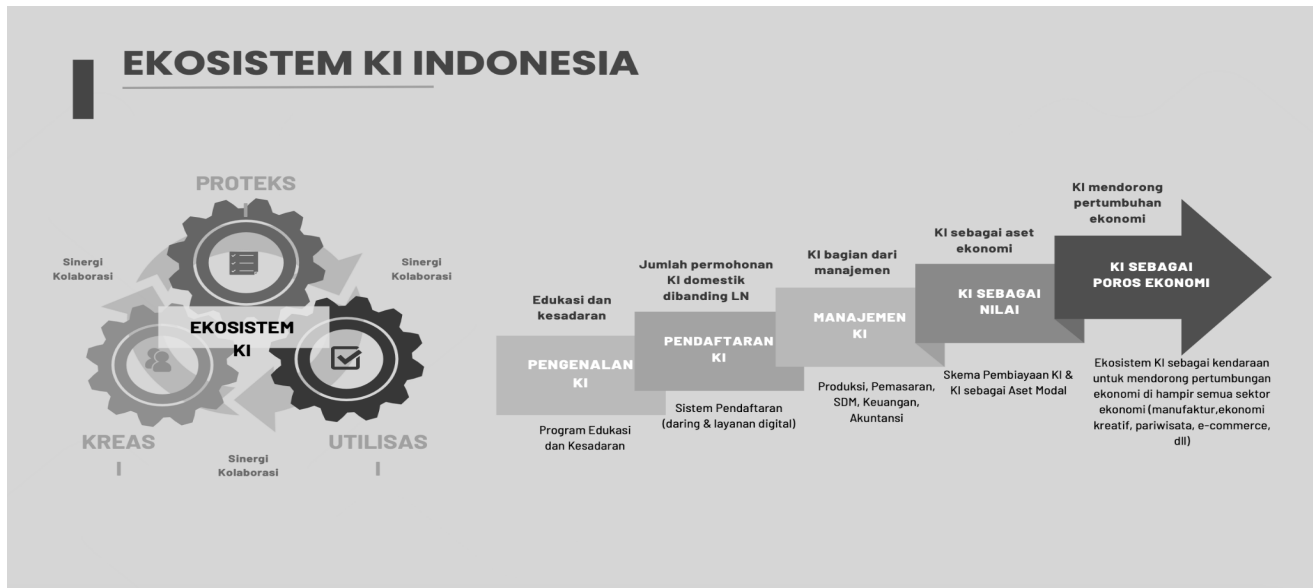 EKOSISTEM KI INDONESIA
PROTEKS
I
Sinergi
Kolaborasi
Sinergi
Kolaborasi
EKOSISTEM
KI
KREAS
I
UTILISAS
I
Sinergi
Kolaborasi
Edukasi dan
kesadaran
PENGENALAN
KI
Program Edukasi
dan Kesadaran
Jumlah permohonan
KI domestik
dibanding LN
PENDAFTARAN
KI
Sistem Pendaftaran
(daring & layanan digital)
KI bagian dari
manajemen
MANAJEMEN
KI
Produksi, Pemasaran,
SDM, Keuangan,
Akuntansi
KI sebagai aset
ekonomi
KI SEBAGAI
NILAI
Skema Pembiayaan KI &
KI sebagai Aset Modal
KI mendorong
pertumbuhan
ekonomi
KI SEBAGAI
POROS EKONOMI
Ekosistem KI sebagai kendaraan
untuk mendorong pertumbungan
ekonomi di hampir semua sektor
ekonomi (manufaktur,ekonomi
kreatif, pariwisata, e-commerce,
dll)